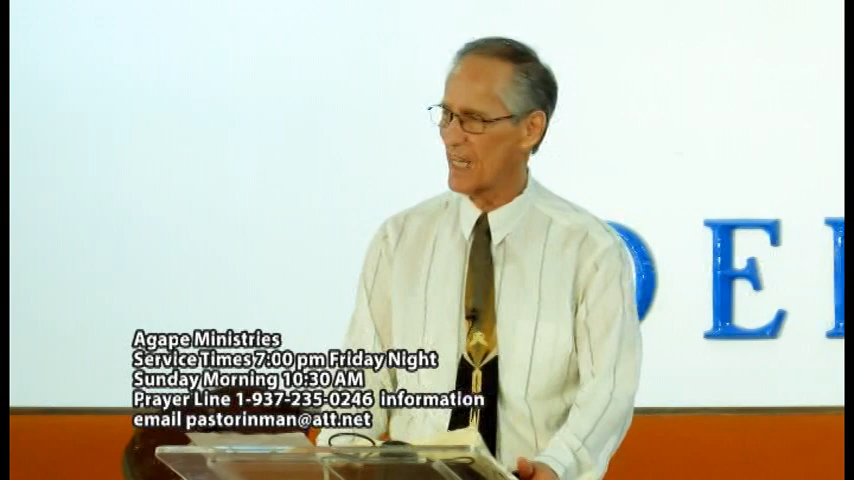 Agape Ministries
Service Times 7:00 pm Friday Night
Sunday Morning 10:30 AM
Prayer Line 1-937-235-0246 information
email pastorinman@att.net